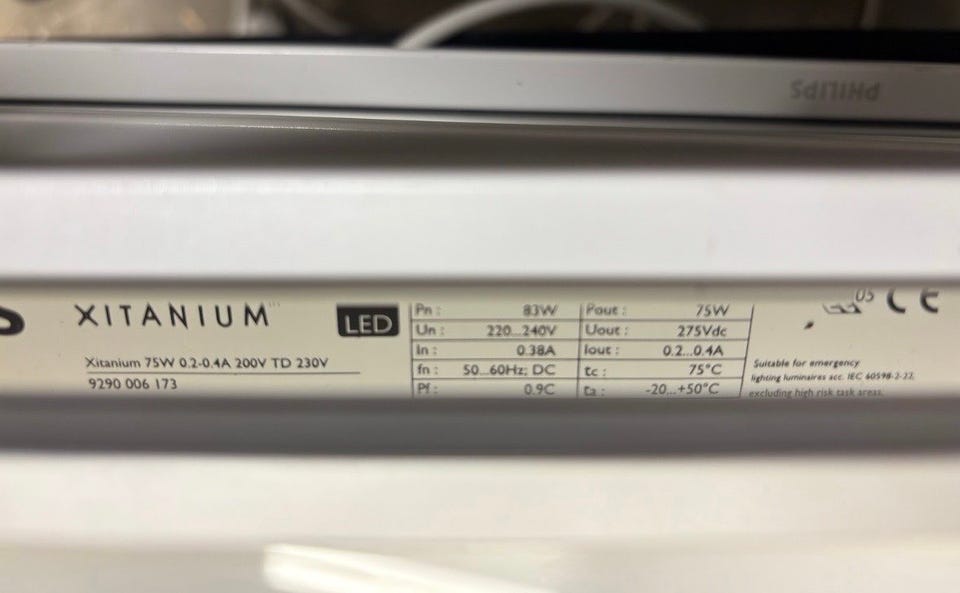 PHILIPS
XITANIUM
LED
Xitanium 75W 0.2-0.4A 200V TD 230V
9290 006 173
Pn : 83W Pout : 75W
Un : 220...240V Uout : 275Vdc
In : 0.38A Iout : 0.2...0.4A
fn : 50...60Hz; DC tc : 75°C
Pf : 0.9C ta : -20...+50°C
05 CE
Suitable for emergency
lighting luminaires acc. IEC 60598-2-22,
excluding high risk task areas.